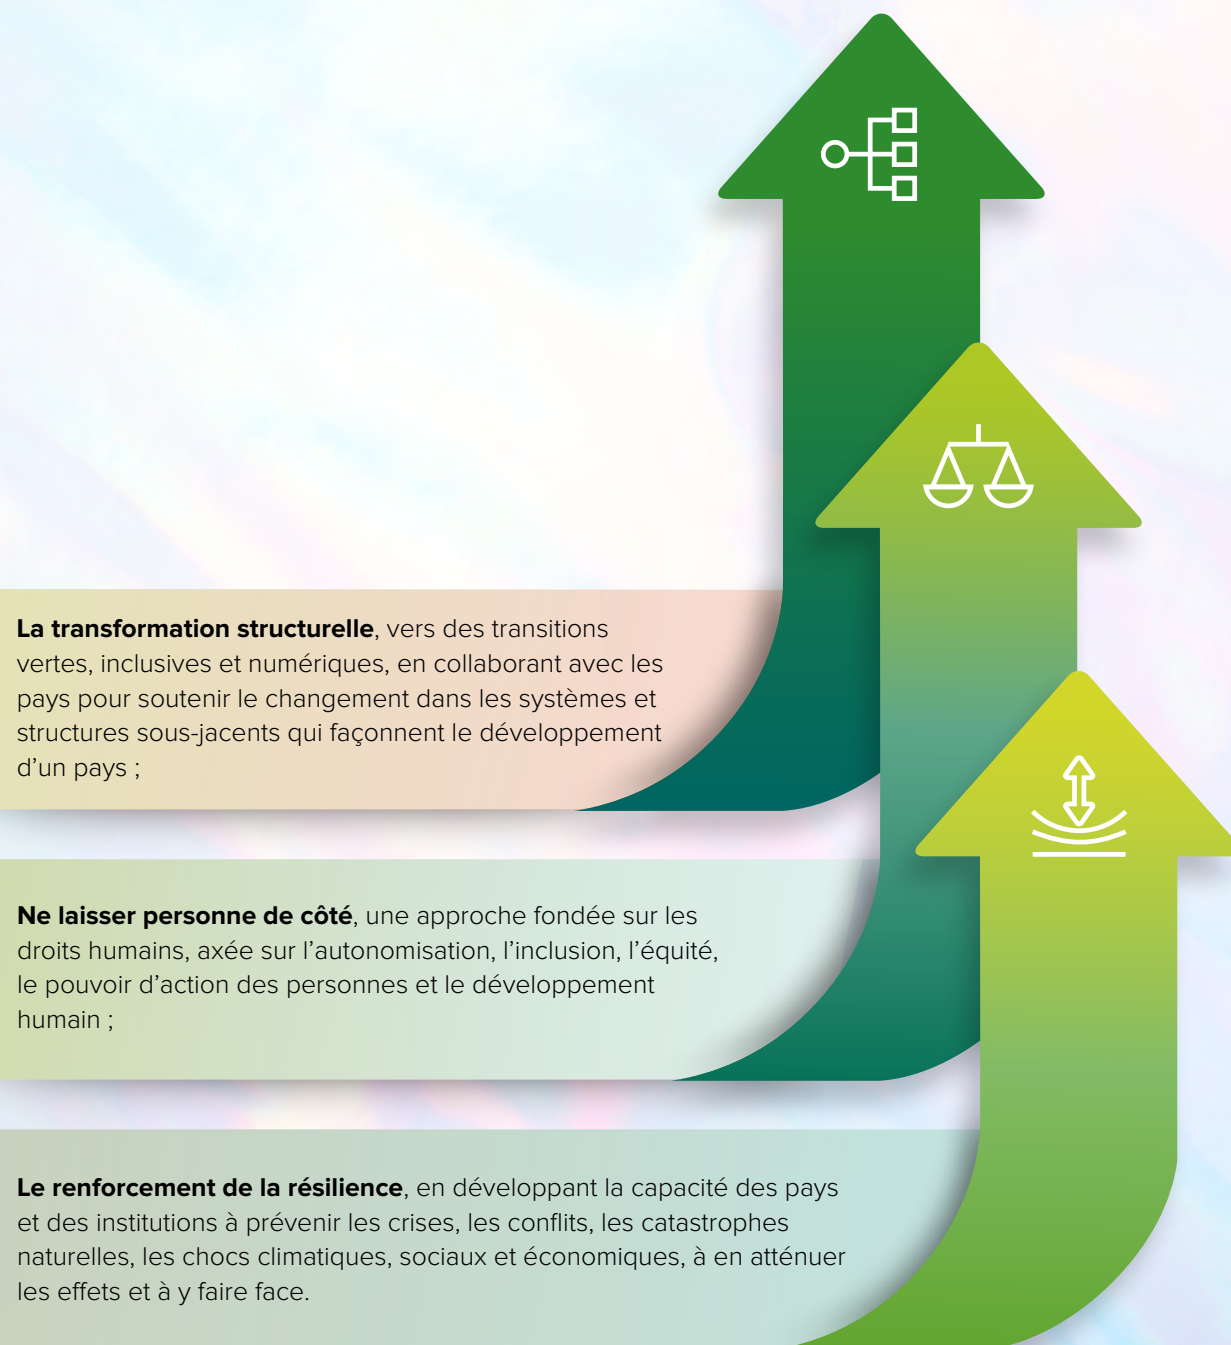 La transformation structurelle, vers des transitions
vertes, inclusives et numériques, en collaborant avec les
pays pour soutenir le changement dans les systèmes et
structures sous-jacents qui façonnent le développement
d’un pays ;
Ne laisser personne de côté, une approche fondée sur les
droits humains, axée sur l’autonomisation, l’inclusion, l’équité,
le pouvoir d’action des personnes et le développement
humain ;
Le renforcement de la résilience, en développant la capacité des pays
et des institutions à prévenir les crises, les conflits, les catastrophes
naturelles, les chocs climatiques, sociaux et économiques, à en atténuer
les effets et à y faire face.